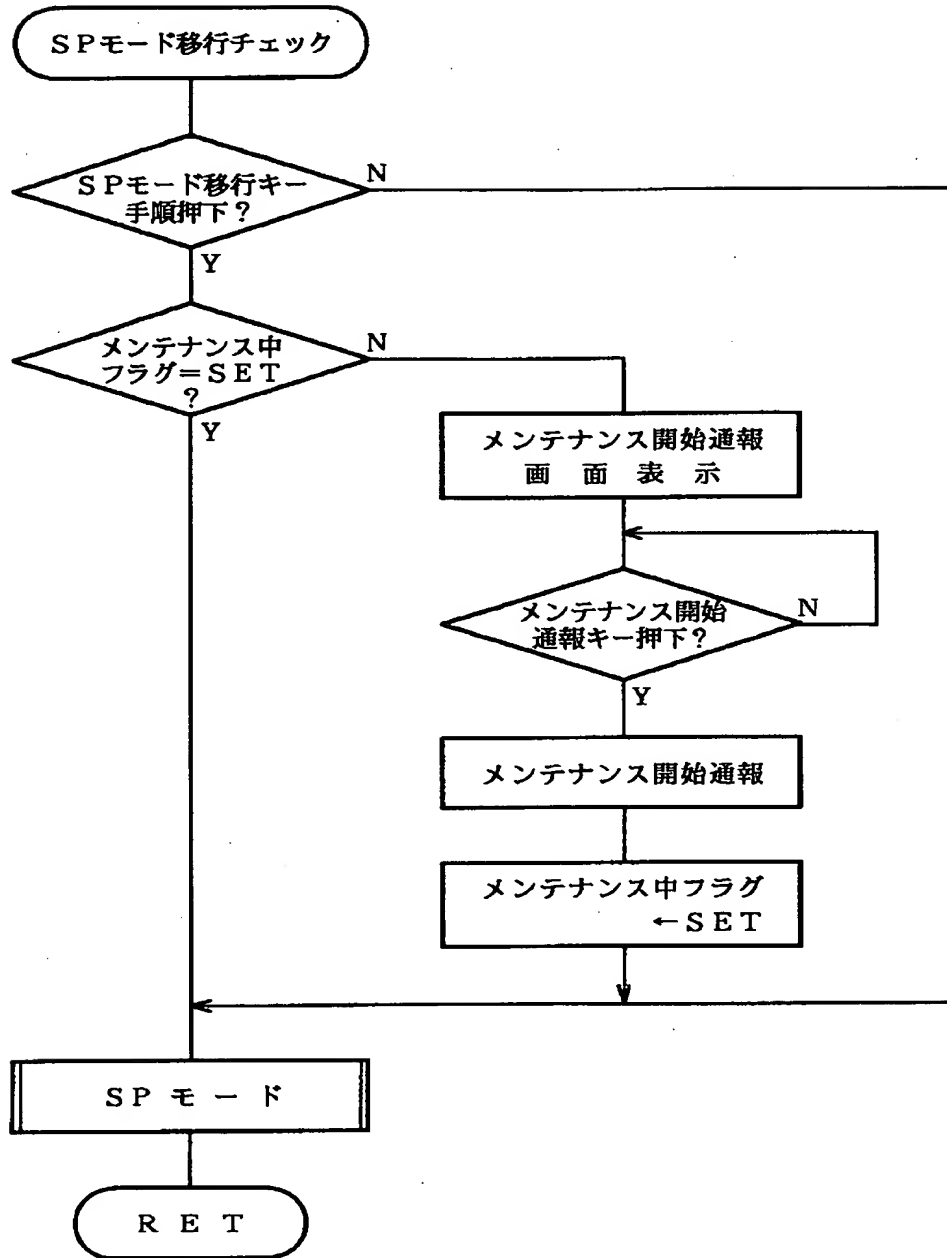 ＳＰモード移行チェック
ＳＰモード移行キー
手順押下？
N
Y
メンテナンス中
フラグ＝ＳＥＴ
？
N
Y
メンテナンス開始通報
画 面 表 示
メンテナンス開始
通報キー押下？
N
Y
メンテナンス開始通報
メンテナンス中フラグ
←ＳＥＴ
ＳＰ モ ー ド
Ｒ Ｅ Ｔ